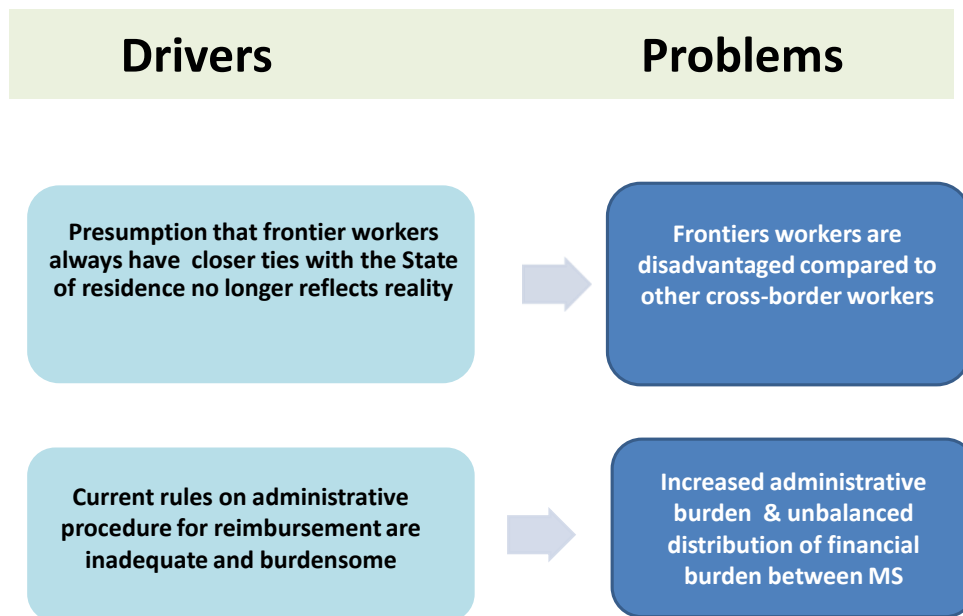 Drivers
Problems
Presumption that frontier workers
always have closer ties with the State
of residence no longer reflects reality
Frontiers workers are
disadvantaged compared to
other cross-border workers
Current rules on administrative
procedure for reimbursement are
inadequate and burdensome
Increased administrative
burden & unbalanced
distribution of financial
burden between MS